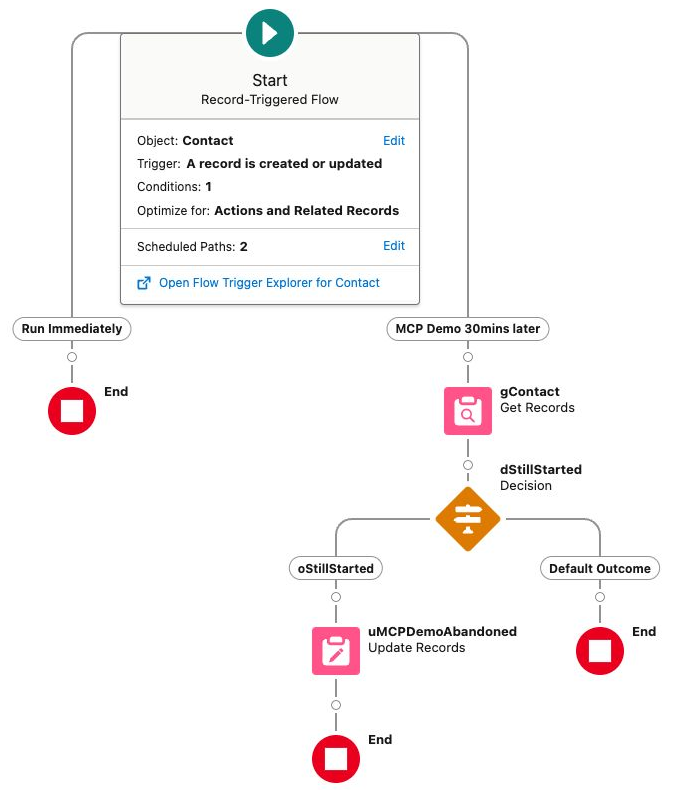 Start
Record-Triggered Flow
Object: Contact Edit
Trigger: A record is created or updated
Conditions: 1
Optimize for: Actions and Related Records
Scheduled Paths: 2 Edit
Open Flow Trigger Explorer for Contact
Run Immediately
End
MCP Demo 30mins later
gContact
Get Records
dStillStarted
Decision
oStillStarted
uMCPDemoAbandoned
Update Records
End
Default Outcome
End